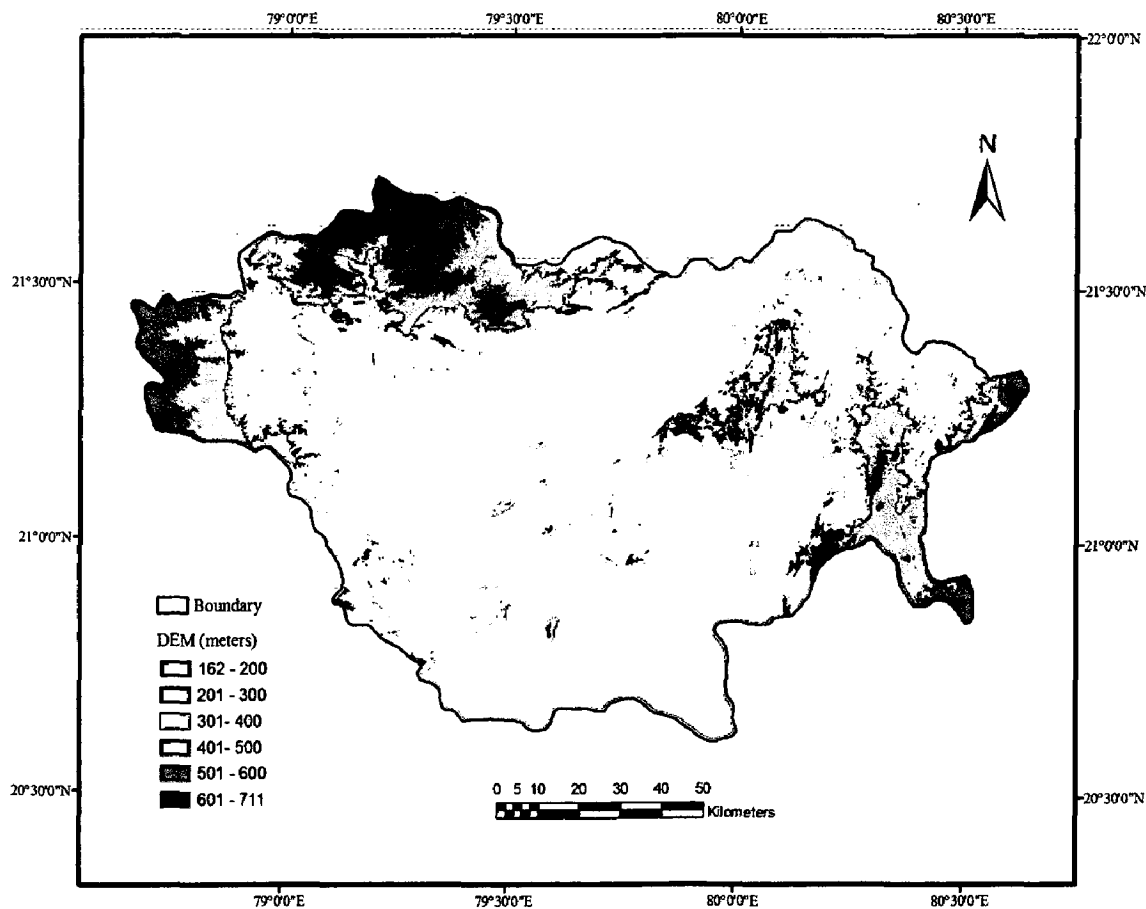 79°0'0"E 79°30'0"E 80°0'0"E 80°30'0"E
22°0'0"N
N
21°30'0"N 21°30'0"N
21°0'0"N 21°0'0"N
Boundary
DEM (meters)
162 - 200
201 - 300
301- 400
401- 500
501 - 600
601 - 711
20°30'0"N 20°30'0"N
0 5 10 20 30 40 50
Kilometers
79°0'0"E 79°30'0"E 80°0'0"E 80°30'0"E